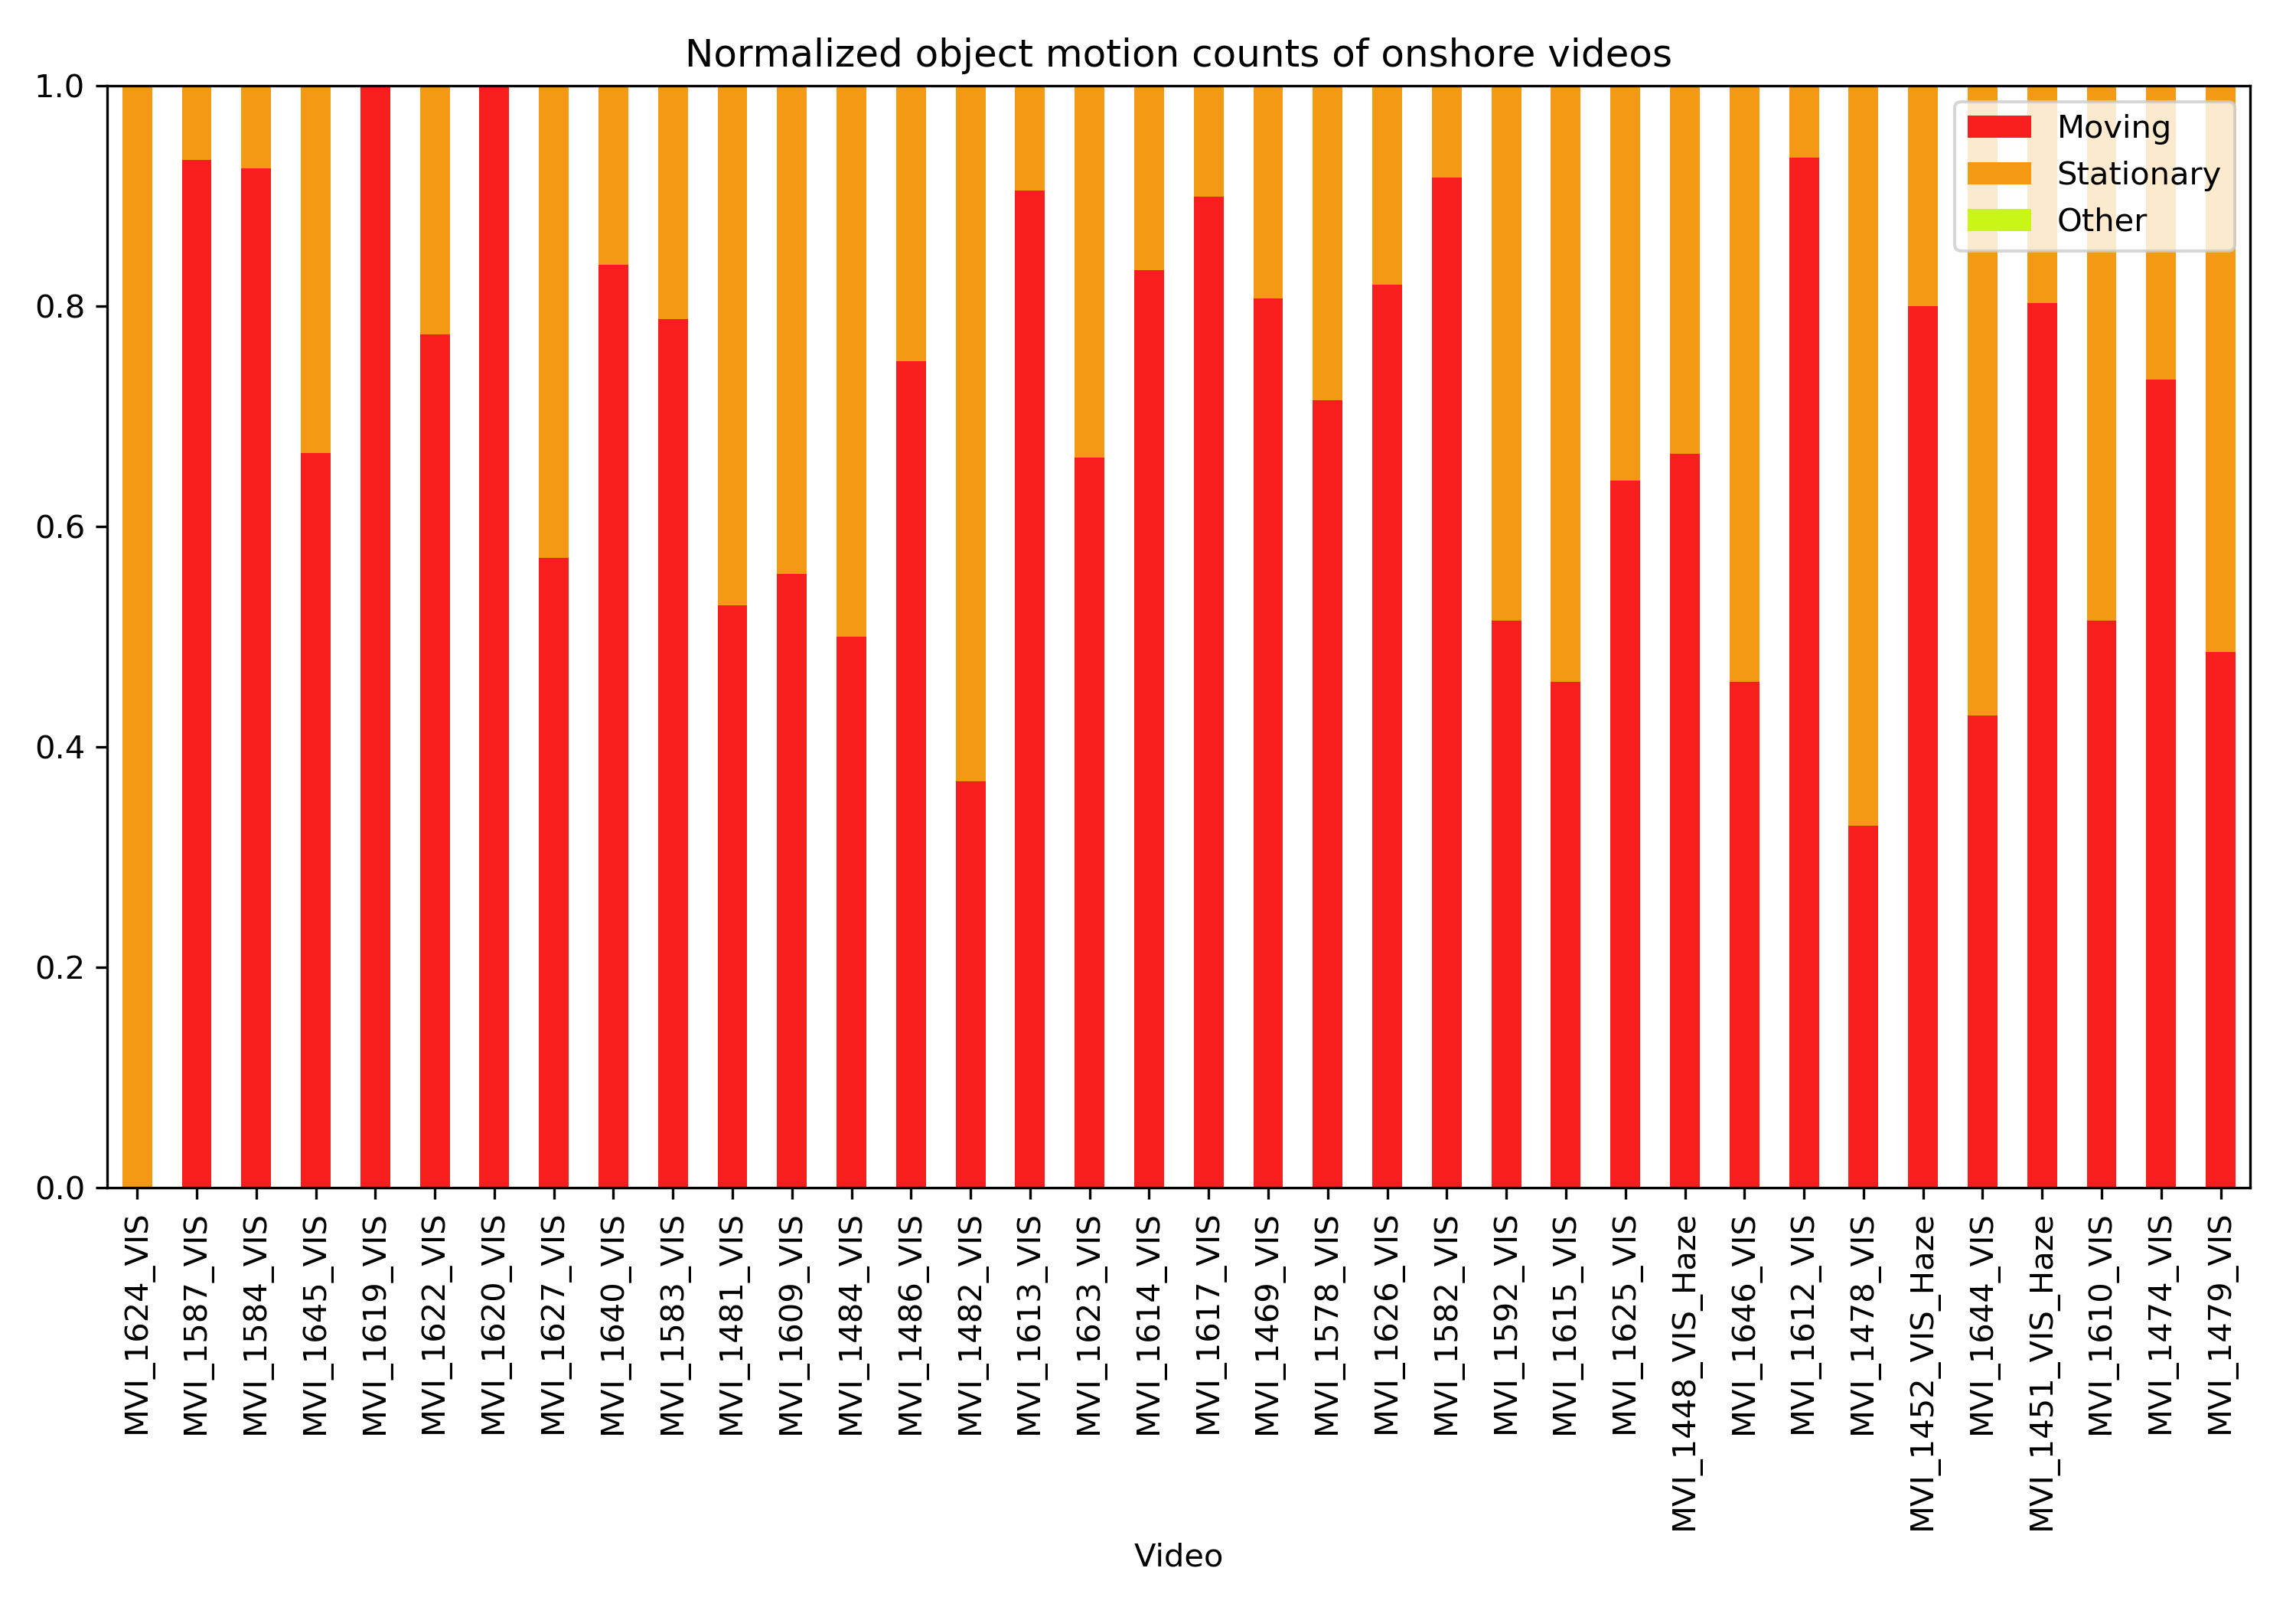 Normalized object motion counts of onshore videos
1.0
0.8
0.6
0.4
0.2
0.0
Moving
Stationary
Other
MVI_1624_VIS
MVI_1587_VIS
MVI_1584_VIS
MVI_1645_VIS
MVI_1619_VIS
MVI_1622_VIS
MVI_1620_VIS
MVI_1627_VIS
MVI_1640_VIS
MVI_1583_VIS
MVI_1481_VIS
MVI_1609_VIS
MVI_1484_VIS
MVI_1486_VIS
MVI_1482_VIS
MVI_1613_VIS
MVI_1623_VIS
MVI_1614_VIS
MVI_1617_VIS
MVI_1469_VIS
MVI_1578_VIS
MVI_1626_VIS
MVI_1582_VIS
MVI_1592_VIS
MVI_1615_VIS
MVI_1625_VIS
MVI_1448_VIS_Haze
MVI_1646_VIS
MVI_1612_VIS
MVI_1478_VIS
MVI_1452_VIS_Haze
MVI_1644_VIS
MVI_1451_VIS_Haze
MVI_1610_VIS
MVI_1474_VIS
MVI_1479_VIS
Video